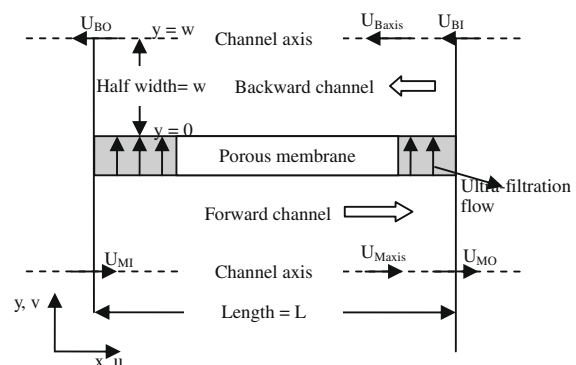 U_BO
y = w
Channel axis
U_Baxis
U_BI
Half width= w
Backward channel
y = 0
Porous membrane
Ultra-filtration
flow
Forward channel
U_MI
Channel axis
U_Maxis
U_MO
y, v
Length = L
x, u